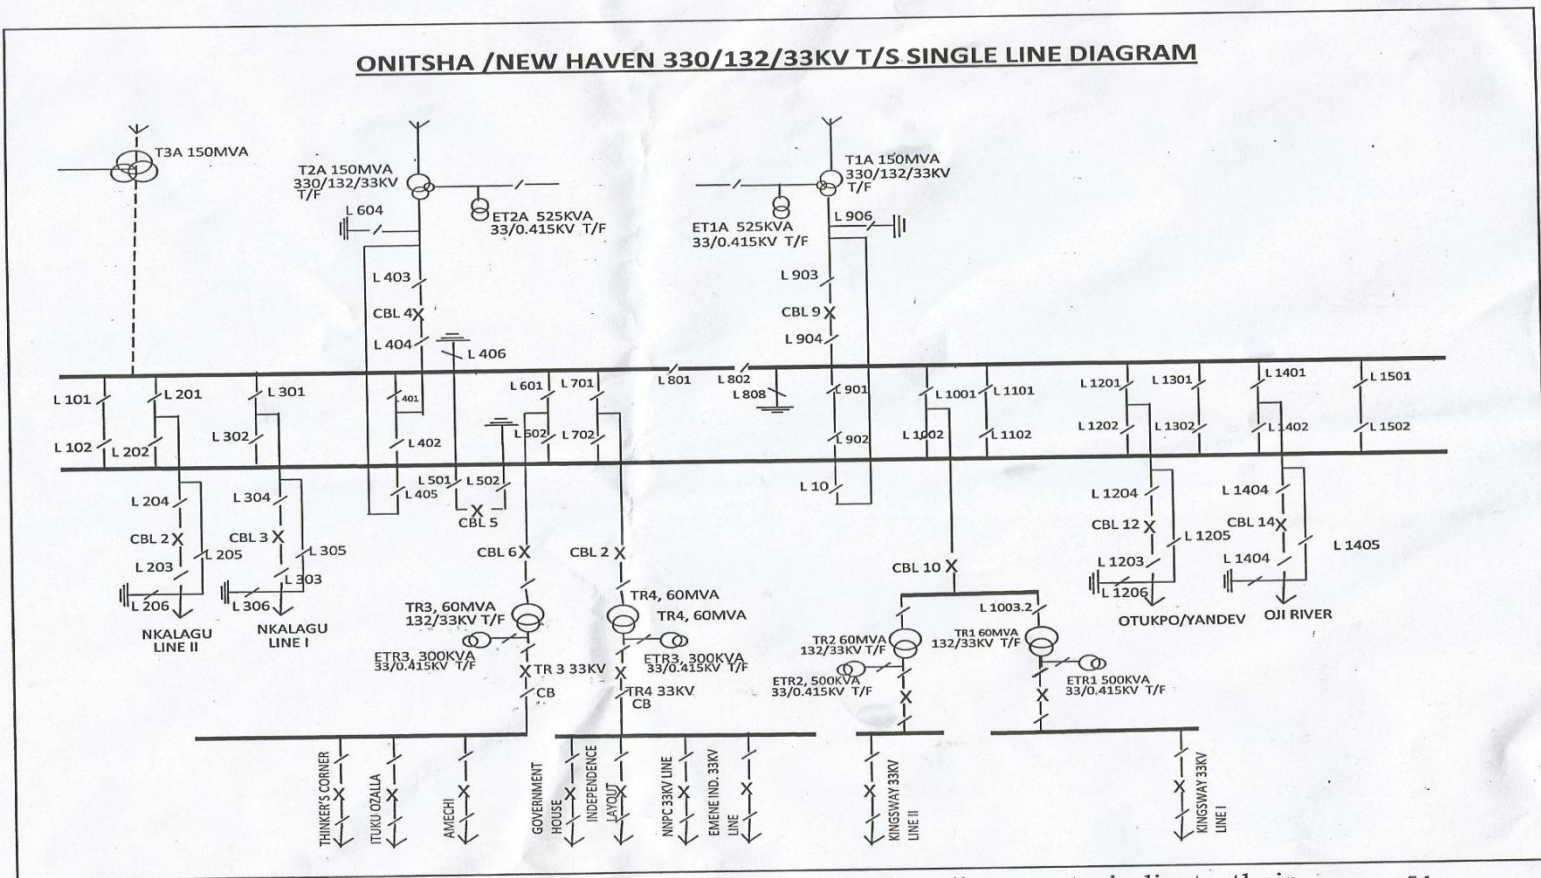 ONITSHA /NEW HAVEN 330/132/33KV T/S SINGLE LINE DIAGRAM
T3A 150MVA
T2A 150MVA
330/132/33KV
T/F
L 604
ET2A 525KVA
33/0.415KV T/F
T1A 150MVA
330/132/33KV
T/F
L 906
ET1A 525KVA
33/0.415KV T/F
L 403
CBL 4
L 404
L 406
L 903
CBL 9
L 904
L 101
L 201
L 301
401
L 601
L 701
L 801
L 802
L 808
L 901
L 1001
L 1101
L 1201
L 1301
L 1401
L 1501
L 102
L 202
L 302
L 402
L 602
L 702
L 902
L 1002
L 1102
L 1202
L 1302
L 1402
L 1502
L 204
L 304
L 405
L 501
L 502
CBL 5
L 10
L 1204
L 1404
CBL 2
CBL 3
CBL 6
CBL 2
CBL 10
CBL 12
CBL 14
L 205
L 305
L 1205
L 1405
L 203
L 303
L 1203
L 1404
L 206
L 306
L 1206
NKALAGU
LINE II
NKALAGU
LINE I
OTUKPO/YANDEV
OJI RIVER
TR3, 60MVA
132/33KV T/F
ETR3, 300KVA
33/0.415KV T/F
TR 3 33KV
CB
TR4, 60MVA
TR4, 60MVA
ETR3, 300KVA
33/0.415KV T/F
TR4 33KV
CB
L 1003.2
TR2 60MVA
132/33KV T/F
ETR2, 500KVA
33/0.415KV T/F
TR1 60MVA
132/33KV T/F
ETR1 500KVA
33/0.415KV T/F
THINKER'S CORNER
ITUKU OZALLA
AMECHI
GOVERNMENT
HOUSE
INDEPENDENCE
LAYOUT
NNPC 33KV LINE
EMENE IND. 33KV
LINE
KINGSWAY 33KV
LINE II
KINGSWAY 33KV
LINE I